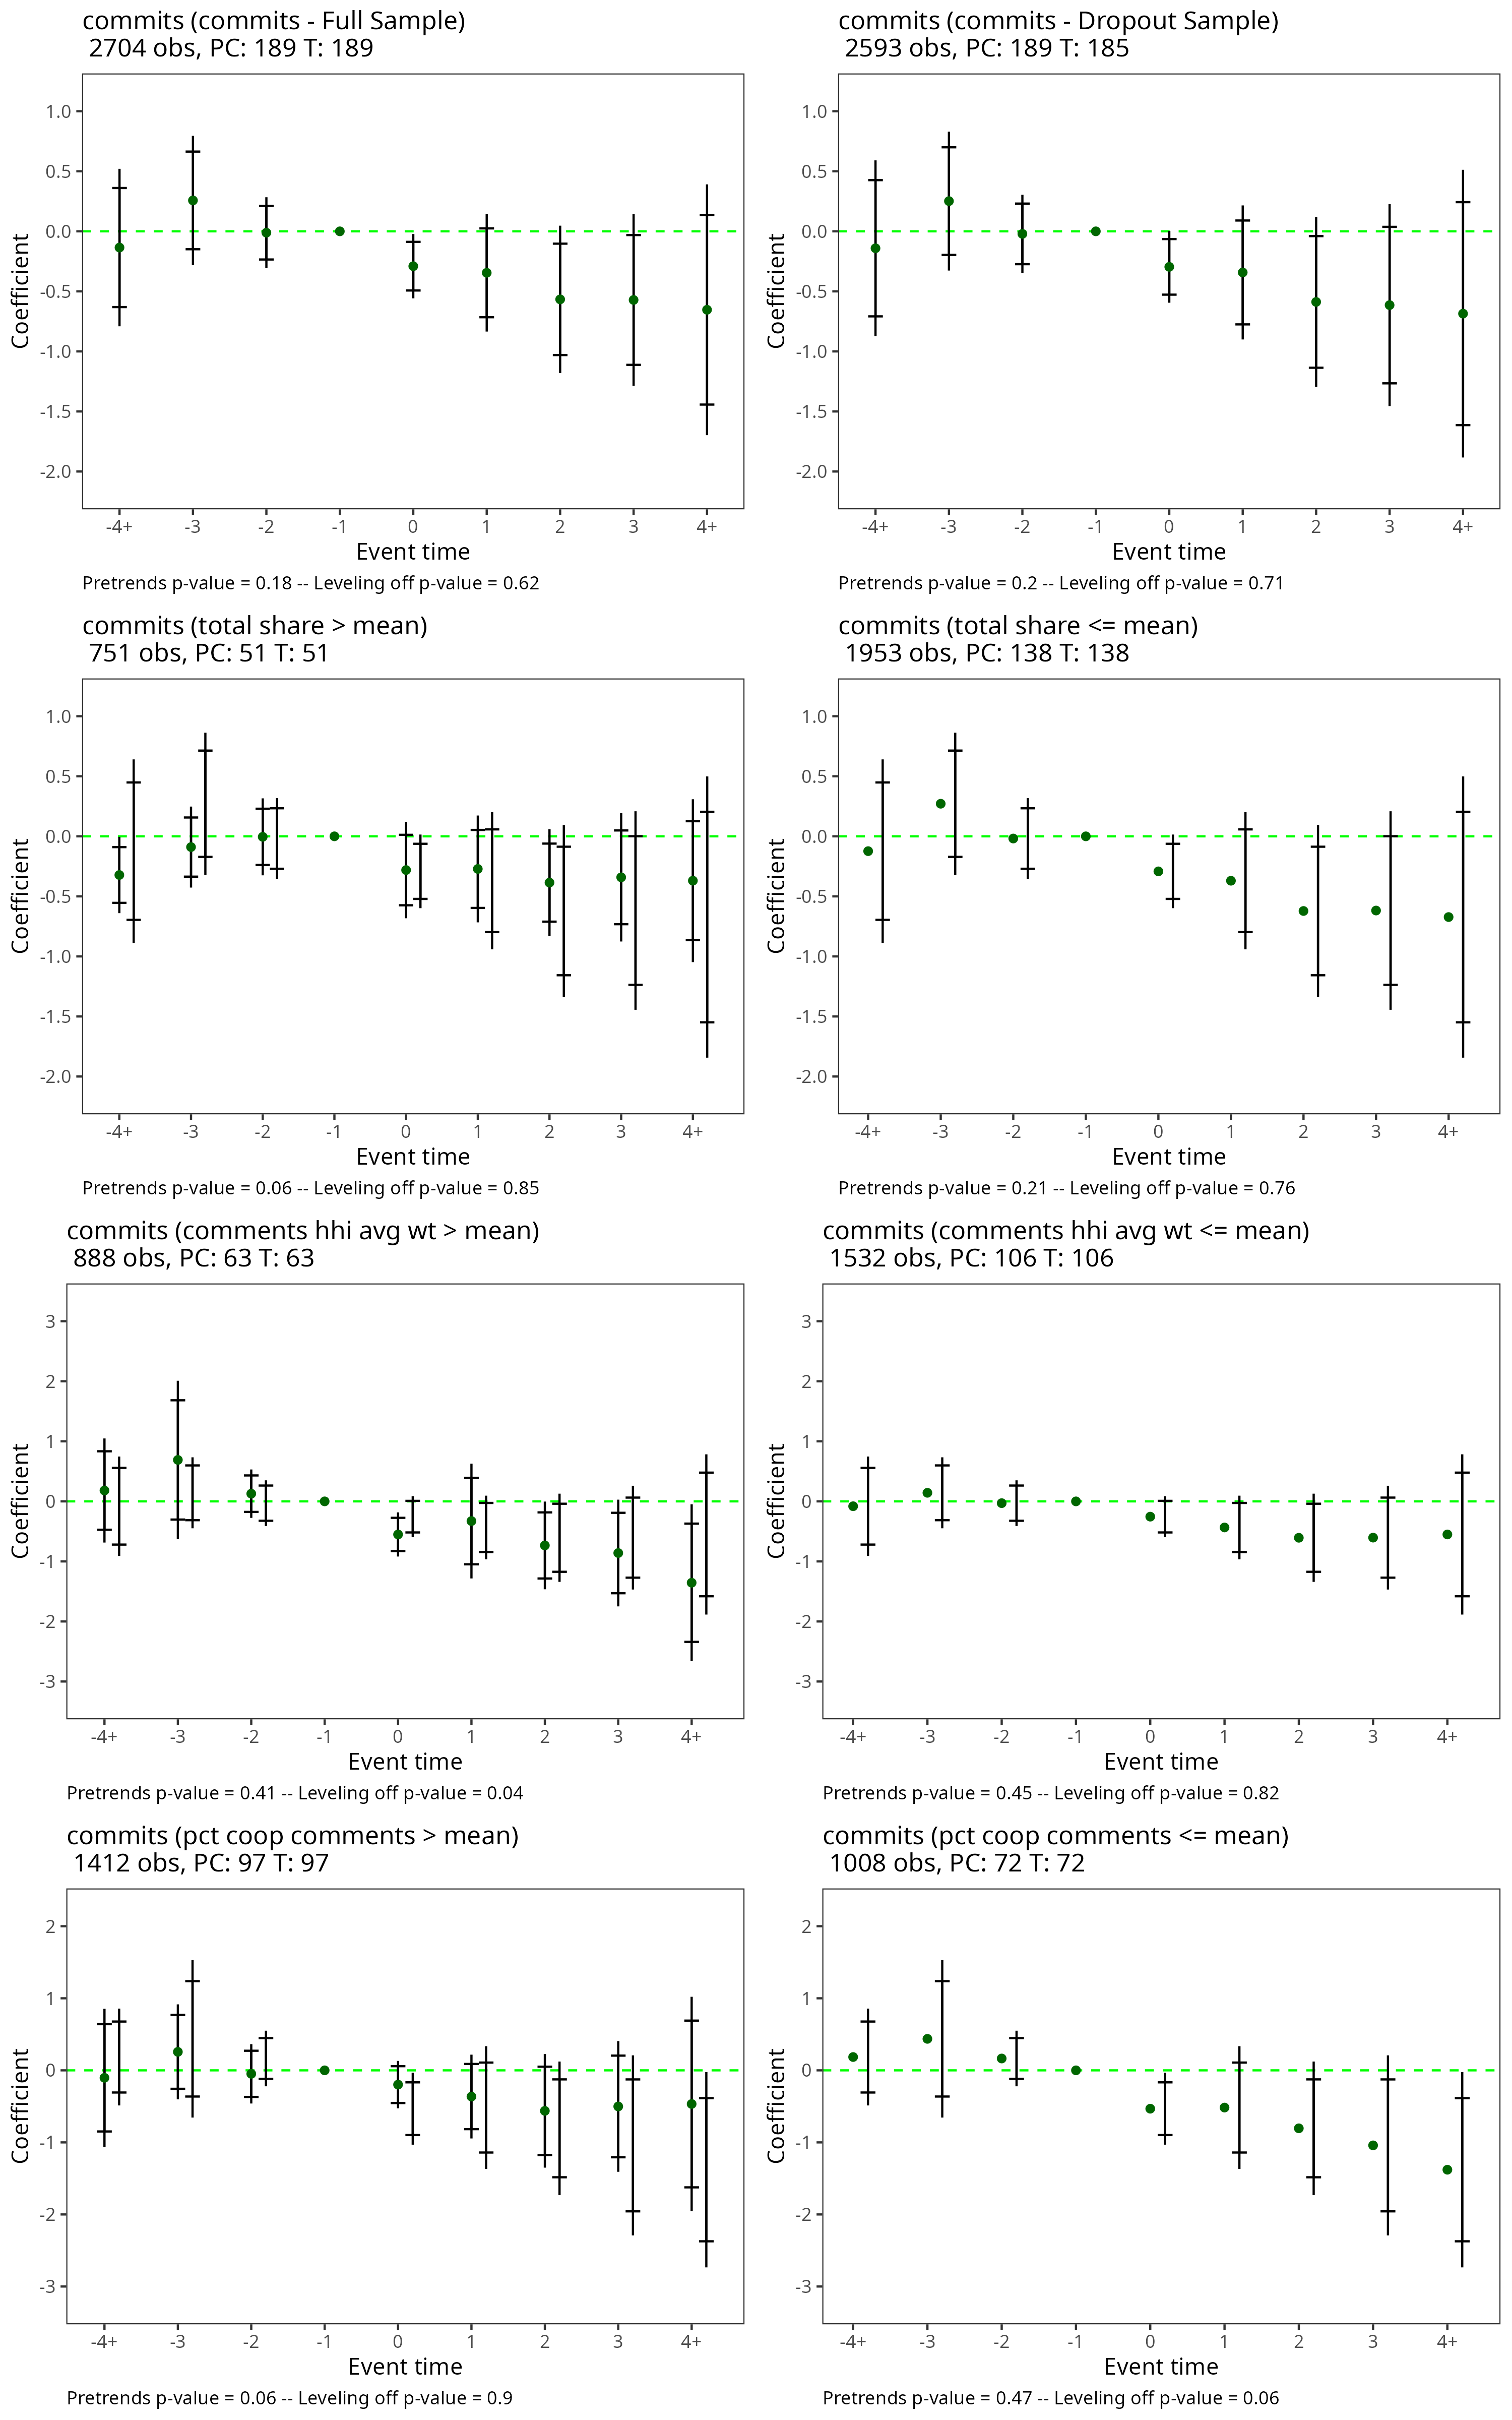 commits (commits - Full Sample)
2704 obs, PC: 189 T: 189
1.0
0.5
0.0
-0.5
-1.0
-1.5
-2.0
Coefficient
-4+ -3 -2 -1 0 1 2 3 4+
Event time
Pretrends p-value = 0.18 -- Leveling off p-value = 0.62
commits (commits - Dropout Sample)
2593 obs, PC: 189 T: 185
1.0
0.5
0.0
-0.5
-1.0
-1.5
-2.0
Coefficient
-4+ -3 -2 -1 0 1 2 3 4+
Event time
Pretrends p-value = 0.2 -- Leveling off p-value = 0.71
commits (total share > mean)
751 obs, PC: 51 T: 51
1.0
0.5
0.0
-0.5
-1.0
-1.5
-2.0
Coefficient
-4+ -3 -2 -1 0 1 2 3 4+
Event time
Pretrends p-value = 0.06 -- Leveling off p-value = 0.85
commits (total share <= mean)
1953 obs, PC: 138 T: 138
1.0
0.5
0.0
-0.5
-1.0
-1.5
-2.0
Coefficient
-4+ -3 -2 -1 0 1 2 3 4+
Event time
Pretrends p-value = 0.21 -- Leveling off p-value = 0.76
commits (comments hhi avg wt > mean)
888 obs, PC: 63 T: 63
3
2
1
0
-1
-2
-3
Coefficient
-4+ -3 -2 -1 0 1 2 3 4+
Event time
Pretrends p-value = 0.41 -- Leveling off p-value = 0.04
commits (comments hhi avg wt <= mean)
1532 obs, PC: 106 T: 106
3
2
1
0
-1
-2
-3
Coefficient
-4+ -3 -2 -1 0 1 2 3 4+
Event time
Pretrends p-value = 0.45 -- Leveling off p-value = 0.82
commits (pct coop comments > mean)
1412 obs, PC: 97 T: 97
2
1
0
-1
-2
-3
Coefficient
-4+ -3 -2 -1 0 1 2 3 4+
Event time
Pretrends p-value = 0.06 -- Leveling off p-value = 0.9
commits (pct coop comments <= mean)
1008 obs, PC: 72 T: 72
2
1
0
-1
-2
-3
Coefficient
-4+ -3 -2 -1 0 1 2 3 4+
Event time
Pretrends p-value = 0.47 -- Leveling off p-value = 0.06